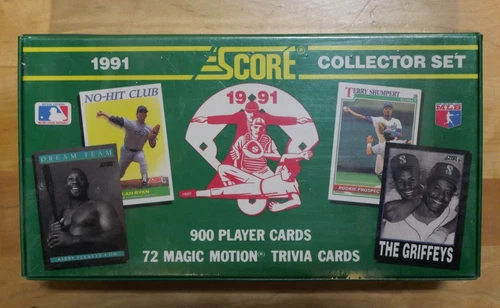 1991
SCORE
COLLECTOR SET
NO-HIT CLUB
1991
TERRY SHUMPERT
MLB
ROOKIE PROSPECT
DREAM TEAM
THE GRIFFEYS
900 PLAYER CARDS
72 MAGIC MOTION® TRIVIA CARDS